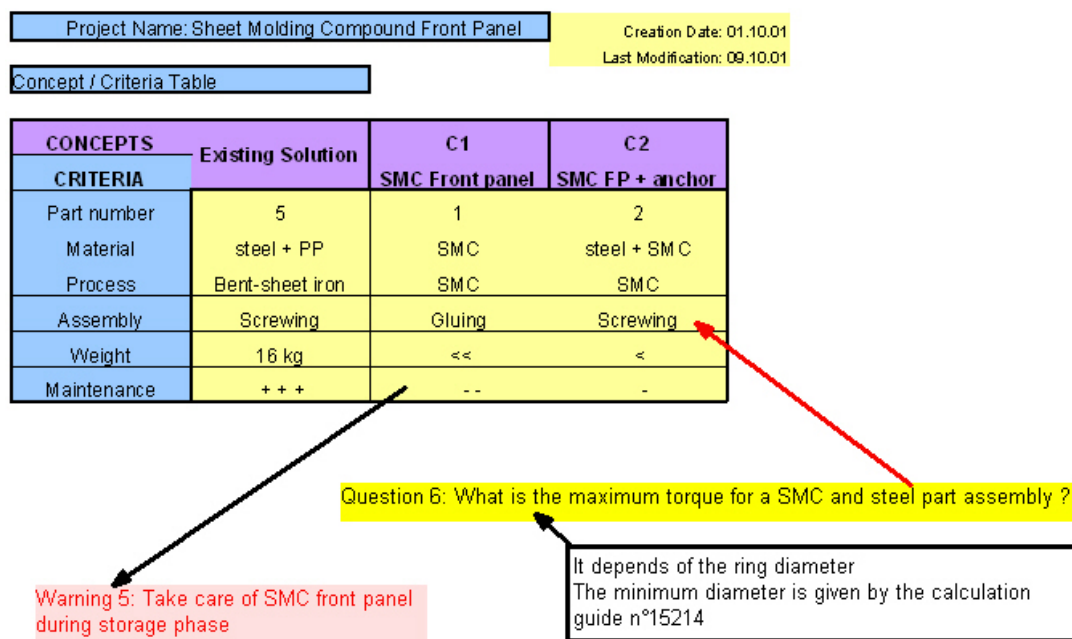 Project Name: Sheet Molding Compound Front Panel
Creation Date: 01.10.01
Last Modification: 09.10.01
Concept / Criteria Table
CONCEPTS
CRITERIA
Existing Solution
C1
SMC Front panel
C2
SMC FP + anchor
Part number 5 1 2
Material steel + PP SMC steel + SMC
Process Bent-sheet iron SMC SMC
Assembly Screwing Gluing Screwing
Weight 16 kg << <
Maintenance + + + - - -
Question 6: What is the maximum torque for a SMC and steel part assembly ?
It depends of the ring diameter
The minimum diameter is given by the calculation
guide n°15214
Warning 5: Take care of SMC front panel
during storage phase